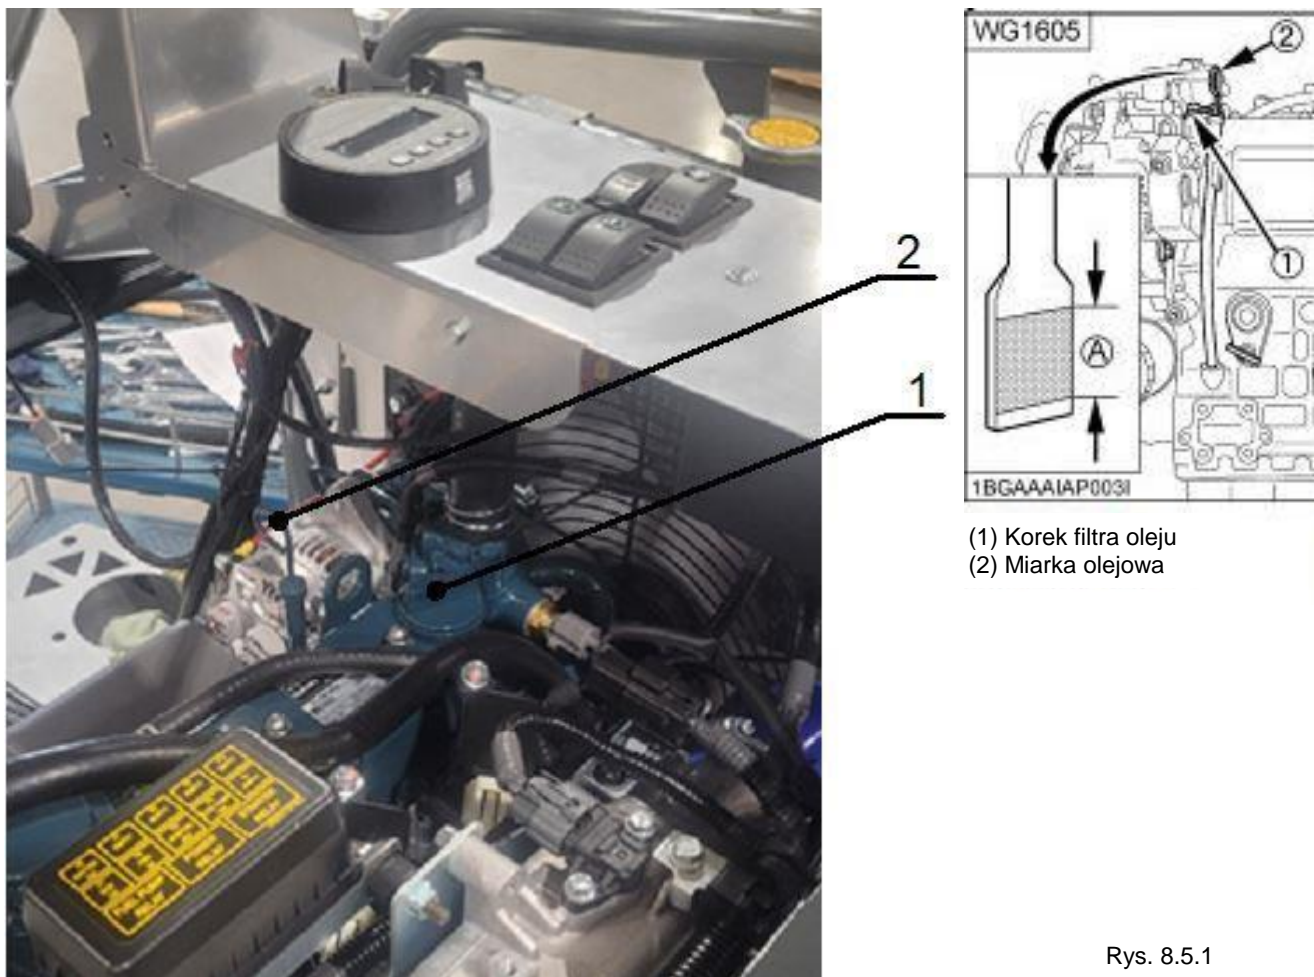 2
1
WG1605
2
1
A
1BGAAAIAP003I
(1) Korek filtra oleju
(2) Miarka olejowa
Rys. 8.5.1